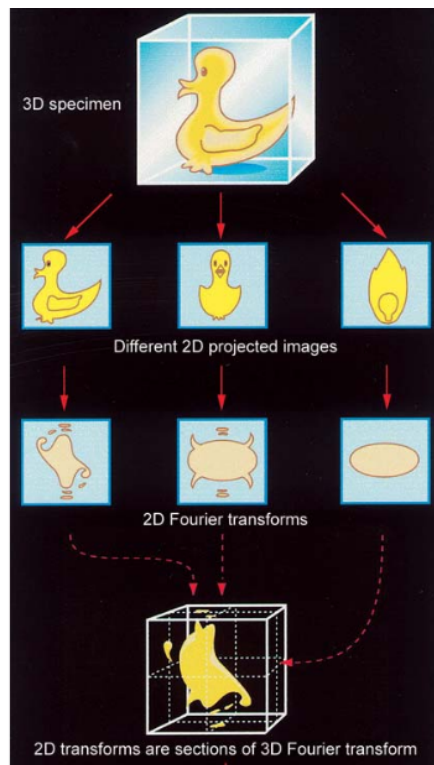 3D specimen
Different 2D projected images
2D Fourier transforms
2D transforms are sections of 3D Fourier transform